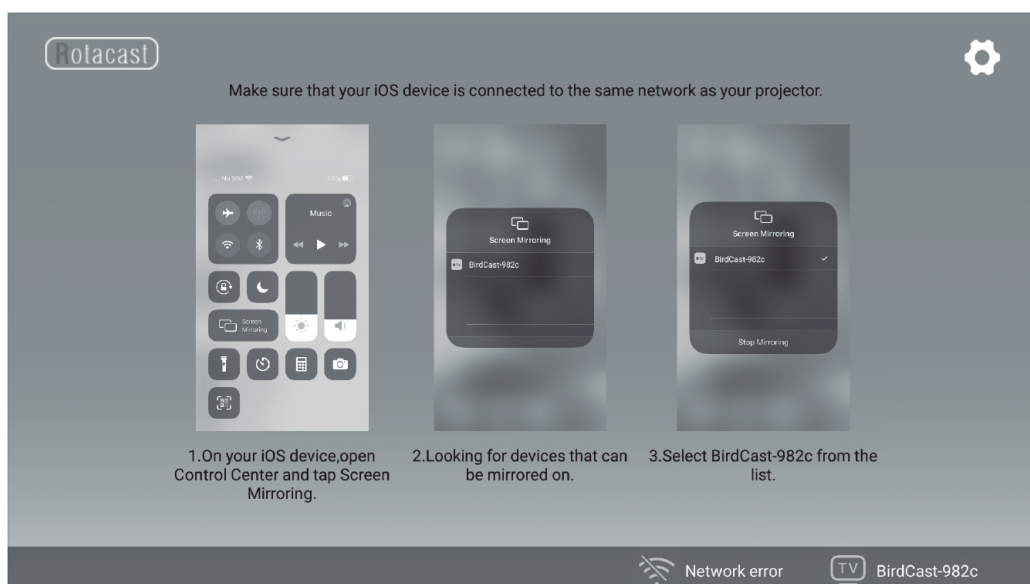 Rotacast
Make sure that your iOS device is connected to the same network as your projector.
No SIM
Music
Screen
Mirroring
Screen Mirroring
BirdCast-982c
Screen Mirroring
BirdCast-982c
Stop Mirroring
1.On your iOS device,open
Control Center and tap Screen
Mirroring.
2.Looking for devices that can
be mirrored on.
3.Select BirdCast-982c from the
list.
Network error
TV
BirdCast-982c